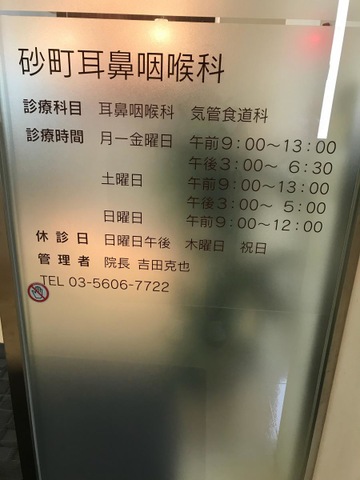 砂町耳鼻咽喉科
診療科目 耳鼻咽喉科 気管食道科
診療時間 月一金曜日 午前9:00〜13:00
午後3:00〜 6:30
土曜日 午前9:00〜13:00
午後3:00〜 5:00
日曜日 午前9:00〜12:00
休診日 日曜日午後 木曜日 祝日
管理者 院長 吉田克也
TEL 03-5606-7722